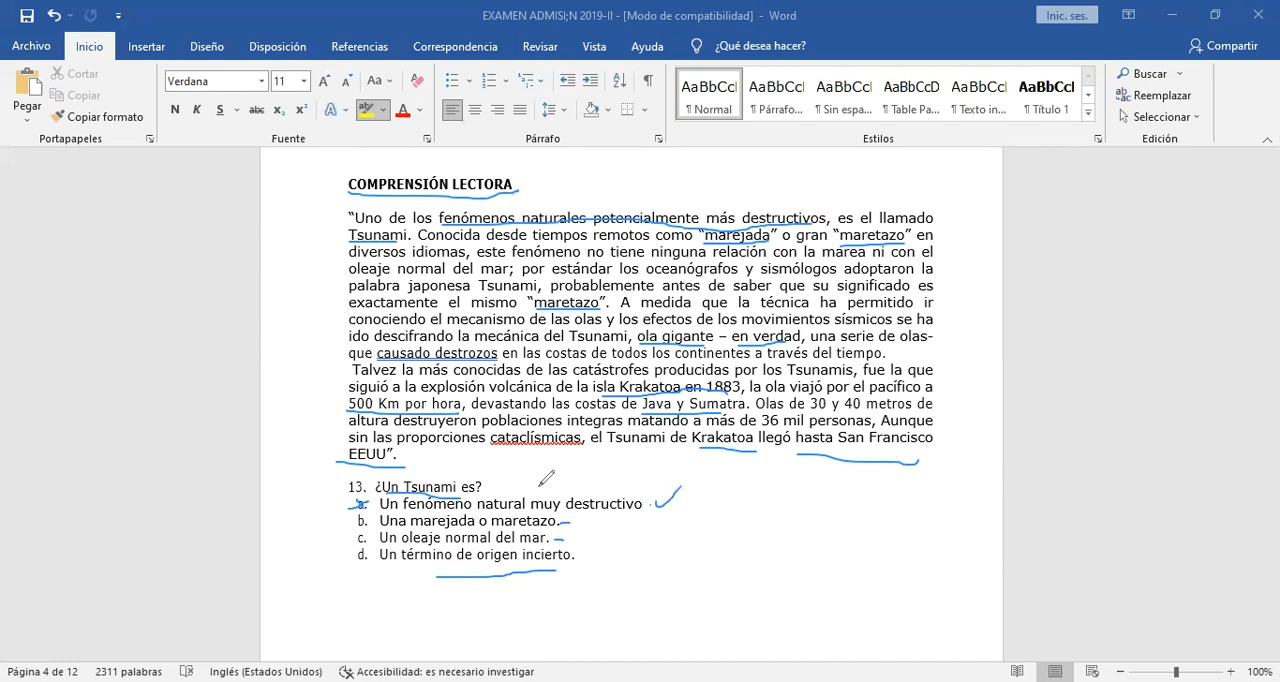 EXAMEN ADMISI;N 2019-II - [Modo de compatibilidad] - Word
Inic. ses.
Archivo Inicio Insertar Diseño Disposición Referencias Correspondencia Revisar Vista Ayuda ¿Qué desea hacer? Compartir
Pegar
Cortar
Copiar
Copiar formato
Portapapeles
Verdana 11
A A Aa
N K S abc x₂ x² A aby A
Fuente
Párrafo
AaBbCcI AaBbCcI AaBbCcI AaBbCcD AaBbCcI AaBbCcI
¶ Normal ¶ Párrafo... ¶ Sin espa... ¶ Table Pa... ¶ Texto in... ¶ Título 1
Estilos
Buscar
Reemplazar
Seleccionar
Edición
COMPRENSIÓN LECTORA
“Uno de los fenómenos naturales potencialmente más destructivos, es el llamado
Tsunami. Conocida desde tiempos remotos como “marejada” o gran “maretazo” en
diversos idiomas, este fenómeno no tiene ninguna relación con la marea ni con el
oleaje normal del mar; por estándar los oceanógrafos y sismólogos adoptaron la
palabra japonesa Tsunami, probablemente antes de saber que su significado es
exactamente el mismo “maretazo”. A medida que la técnica ha permitido ir
conociendo el mecanismo de las olas y los efectos de los movimientos sísmicos se ha
ido descifrando la mecánica del Tsunami, ola gigante – en verdad, una serie de olas-
que causado destrozos en las costas de todos los continentes a través del tiempo.
Talvez la más conocidas de las catástrofes producidas por los Tsunamis, fue la que
siguió a la explosión volcánica de la isla Krakatoa en 1883, la ola viajó por el pacífico a
500 Km por hora, devastando las costas de Java y Sumatra. Olas de 30 y 40 metros de
altura destruyeron poblaciones integras matando a más de 36 mil personas, Aunque
sin las proporciones cataclísmicas, el Tsunami de Krakatoa llegó hasta San Francisco
EEUU”.
13. ¿Un Tsunami es?
a. Un fenómeno natural muy destructivo
b. Una marejada o maretazo.
c. Un oleaje normal del mar.
d. Un término de origen incierto.
Página 4 de 12 2311 palabras Inglés (Estados Unidos) Accesibilidad: es necesario investigar 100%